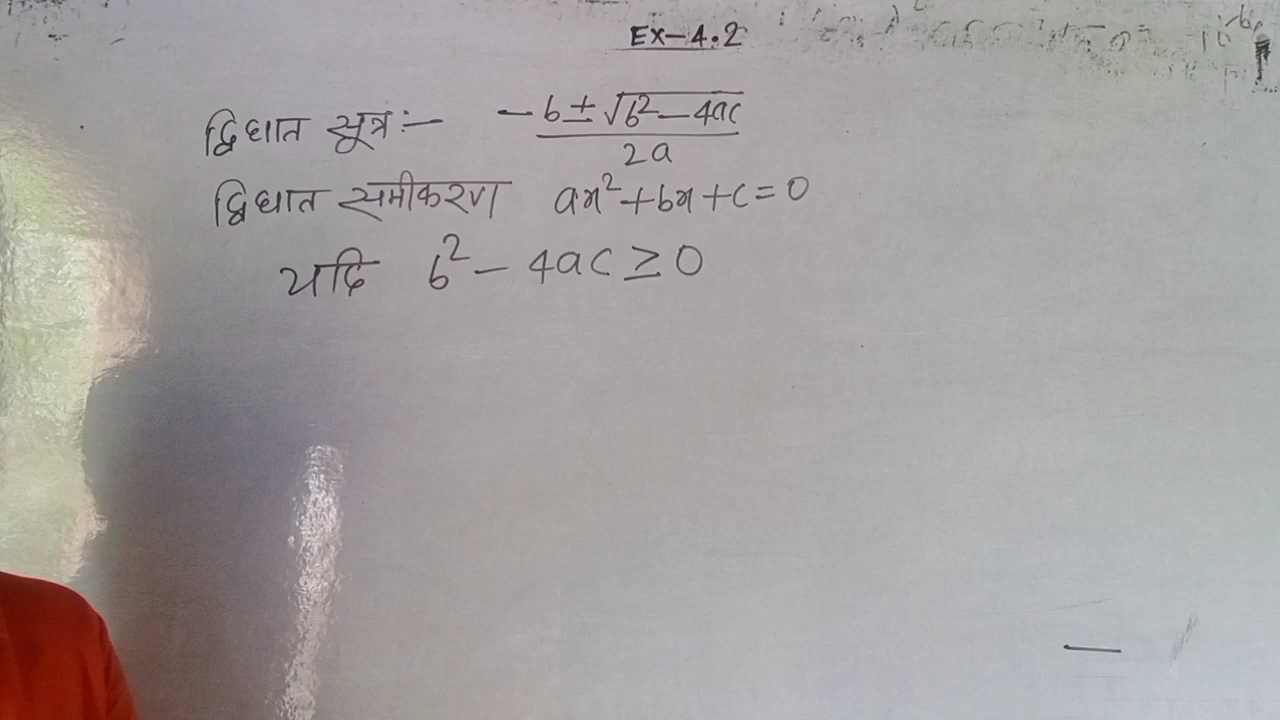 Ex-4.2
द्विघात सूत्र:- -b ± √b² - 4ac / 2a
द्विघात समीकरण ax² + bx + c = 0
यदि b² - 4ac ≥ 0